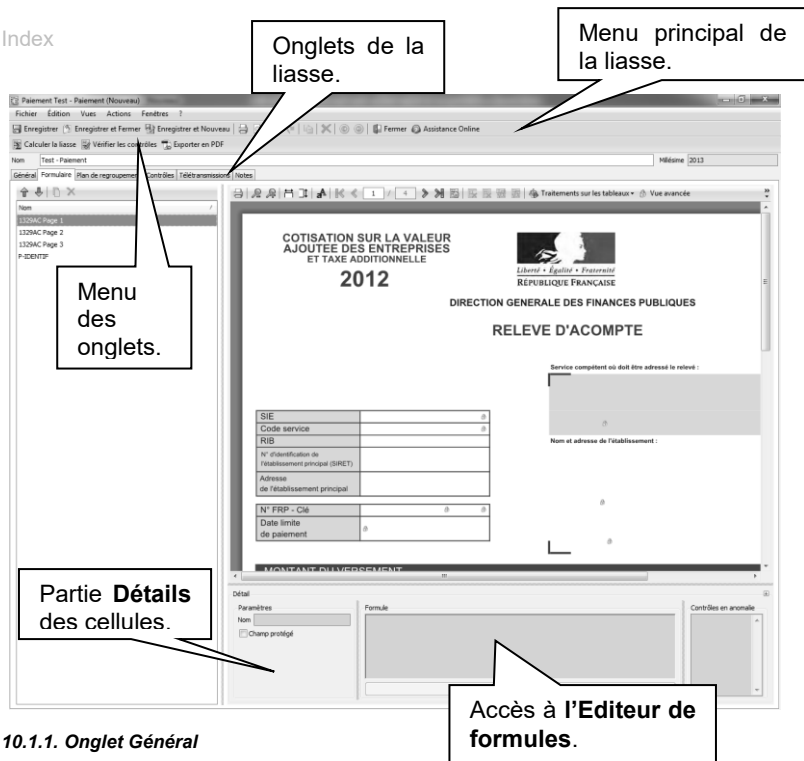 Index
Onglets de la
liasse.
Menu principal de
la liasse.
Paiement Test - Paiement (Nouveau)
Fichier Édition Vues Actions Fenêtres ?
Enregistrer Enregistrer et Fermer Enregistrer et Nouveau Fermer Assistance Online
Calculer la liasse Vérifier les contrôles Exporter en PDF
Nom Test - Paiement Millésime 2013
Général Formulaire Plan de regroupement Contrôles Télétransmissions Notes
1 / 4 Traitements sur les tableaux Vue avancée
Nom
1329AC Page 1
1329AC Page 2
1329AC Page 3
P-IDENTIF
Menu
des
onglets.
COTISATION SUR LA VALEUR
AJOUTEE DES ENTREPRISES
ET TAXE ADDITIONNELLE
2012
Liberté • Égalité • Fraternité
RÉPUBLIQUE FRANÇAISE
DIRECTION GENERALE DES FINANCES PUBLIQUES
RELEVE D'ACOMPTE
Service compétent où doit être adressé le relevé :
SIE
Code service
RIB
N° d'identification de
l'établissement principal (SIRET)
Adresse
de l'établissement principal
Nom et adresse de l'établissement :
N° FRP - Clé
Date limite
de paiement
MONTANT DU VERSEMENT
Partie Détails
des cellules.
Détail
Paramètres
Nom
Champ protégé
Formule
Contrôles en anomalie
Accès à l'Editeur de
formules.
10.1.1. Onglet Général